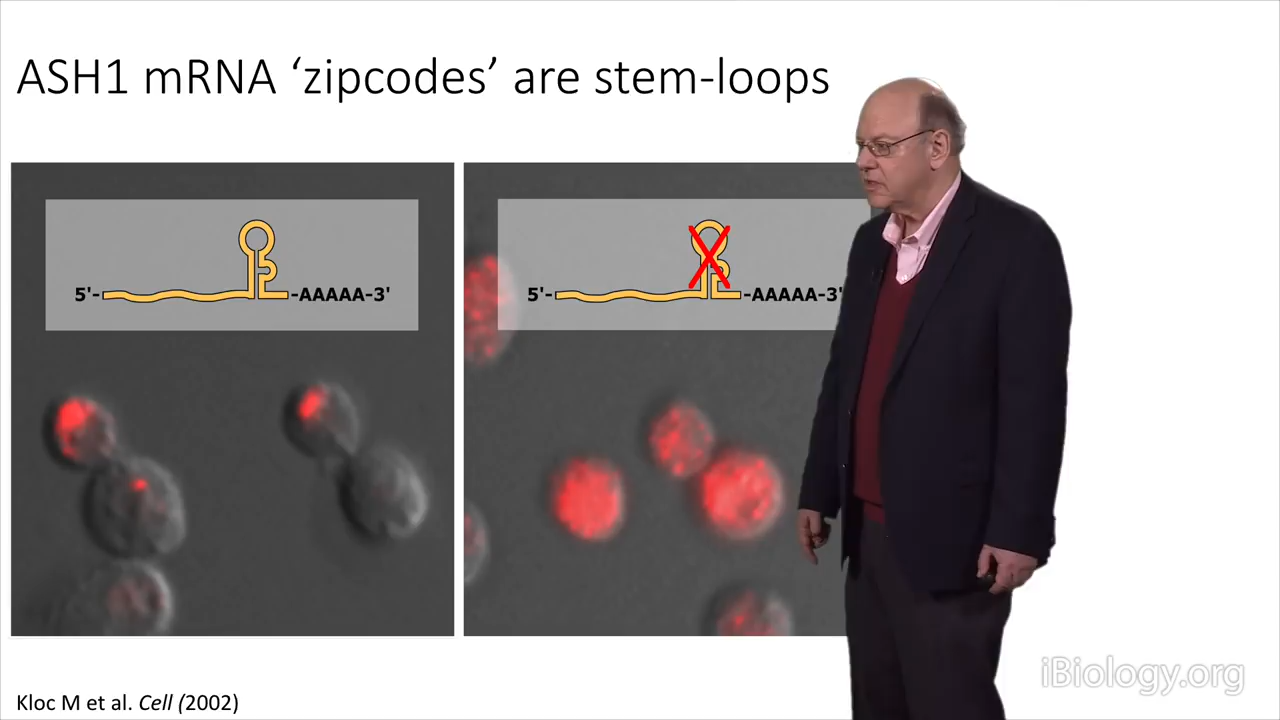 ASH1 mRNA ‘zipcodes’ are stem-loops
5'- -AAAAA-3'
5'- -AAAAA-3'
Kloc M et al. Cell (2002)
iBiology.org